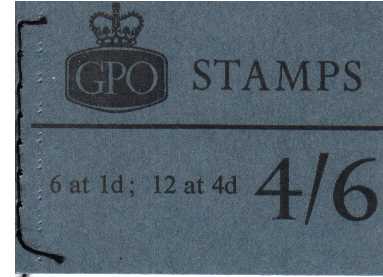 GPO STAMPS
6 at 1d; 12 at 4d 4/6